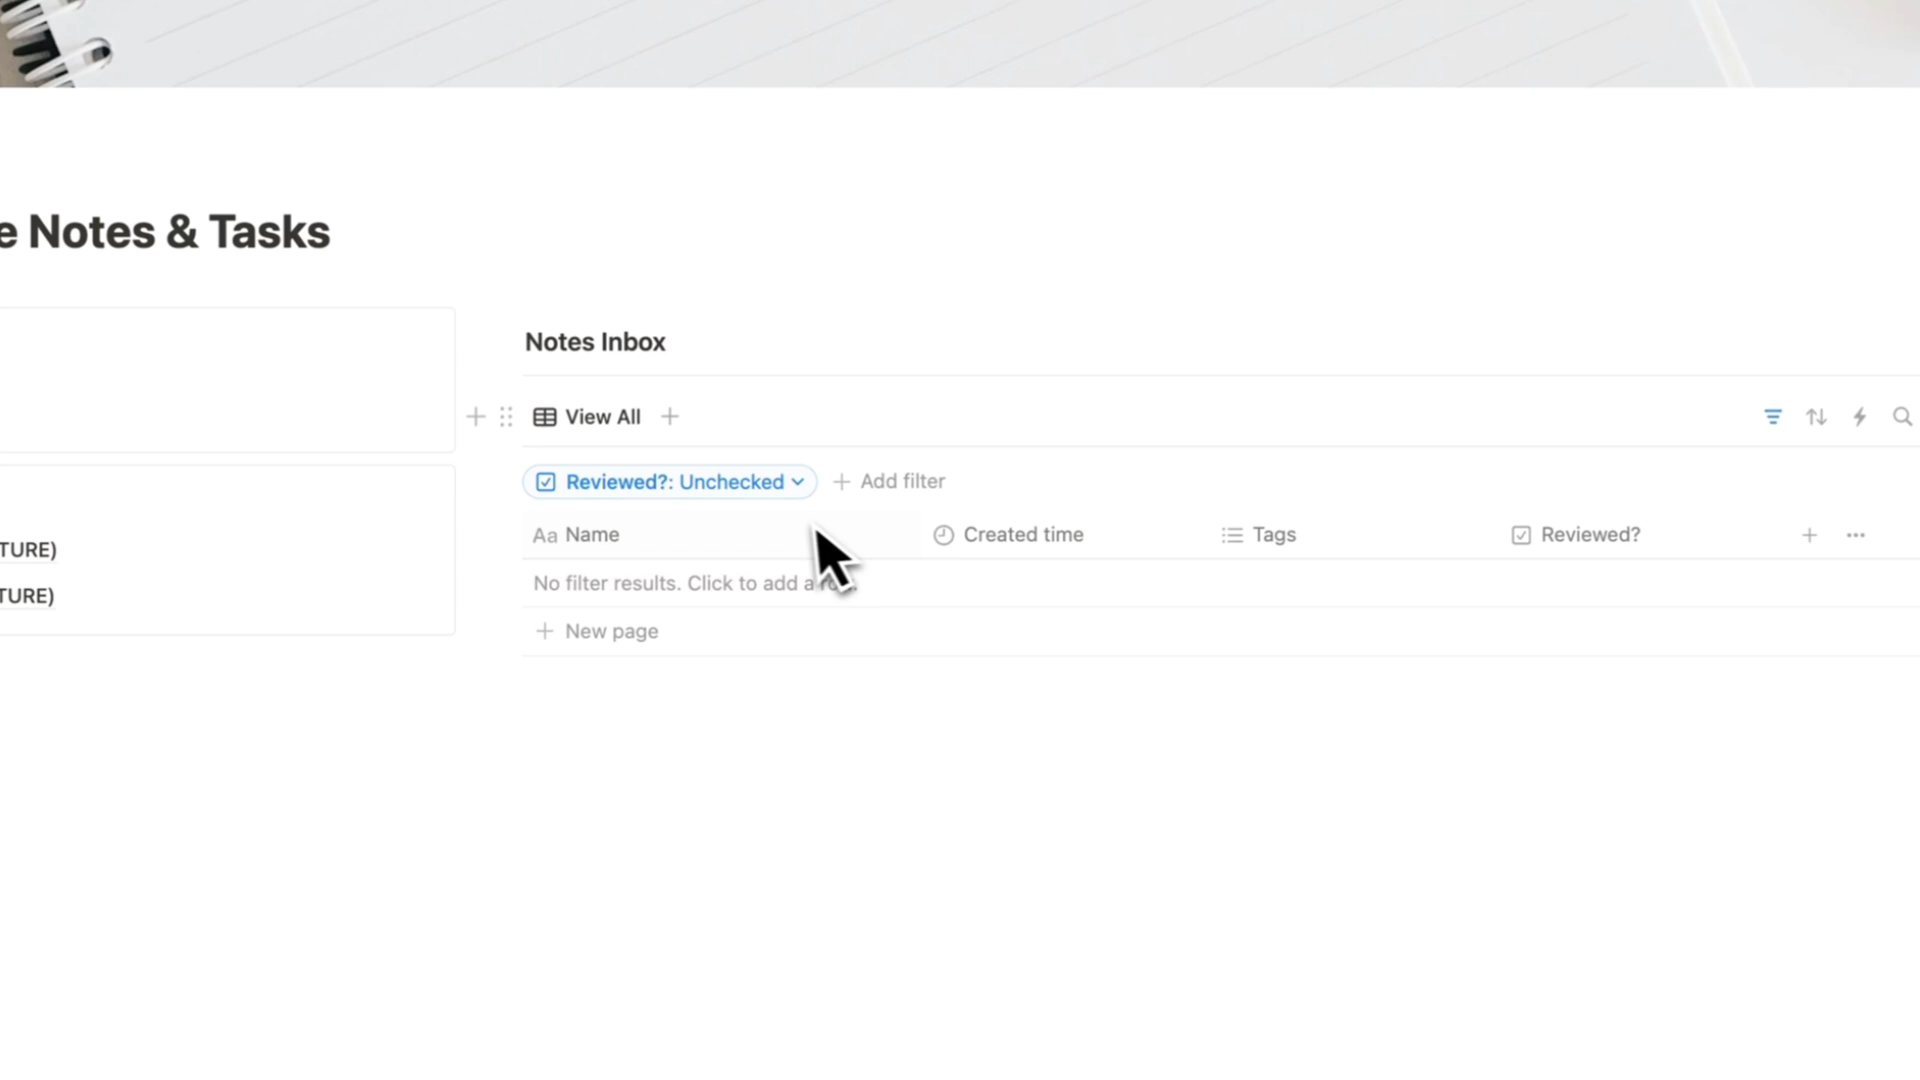 e Notes & Tasks
TURE)
TURE)
Notes Inbox
View All
Reviewed?: Unchecked
Add filter
Aa Name
Created time
Tags
Reviewed?
No filter results. Click to add a
New page